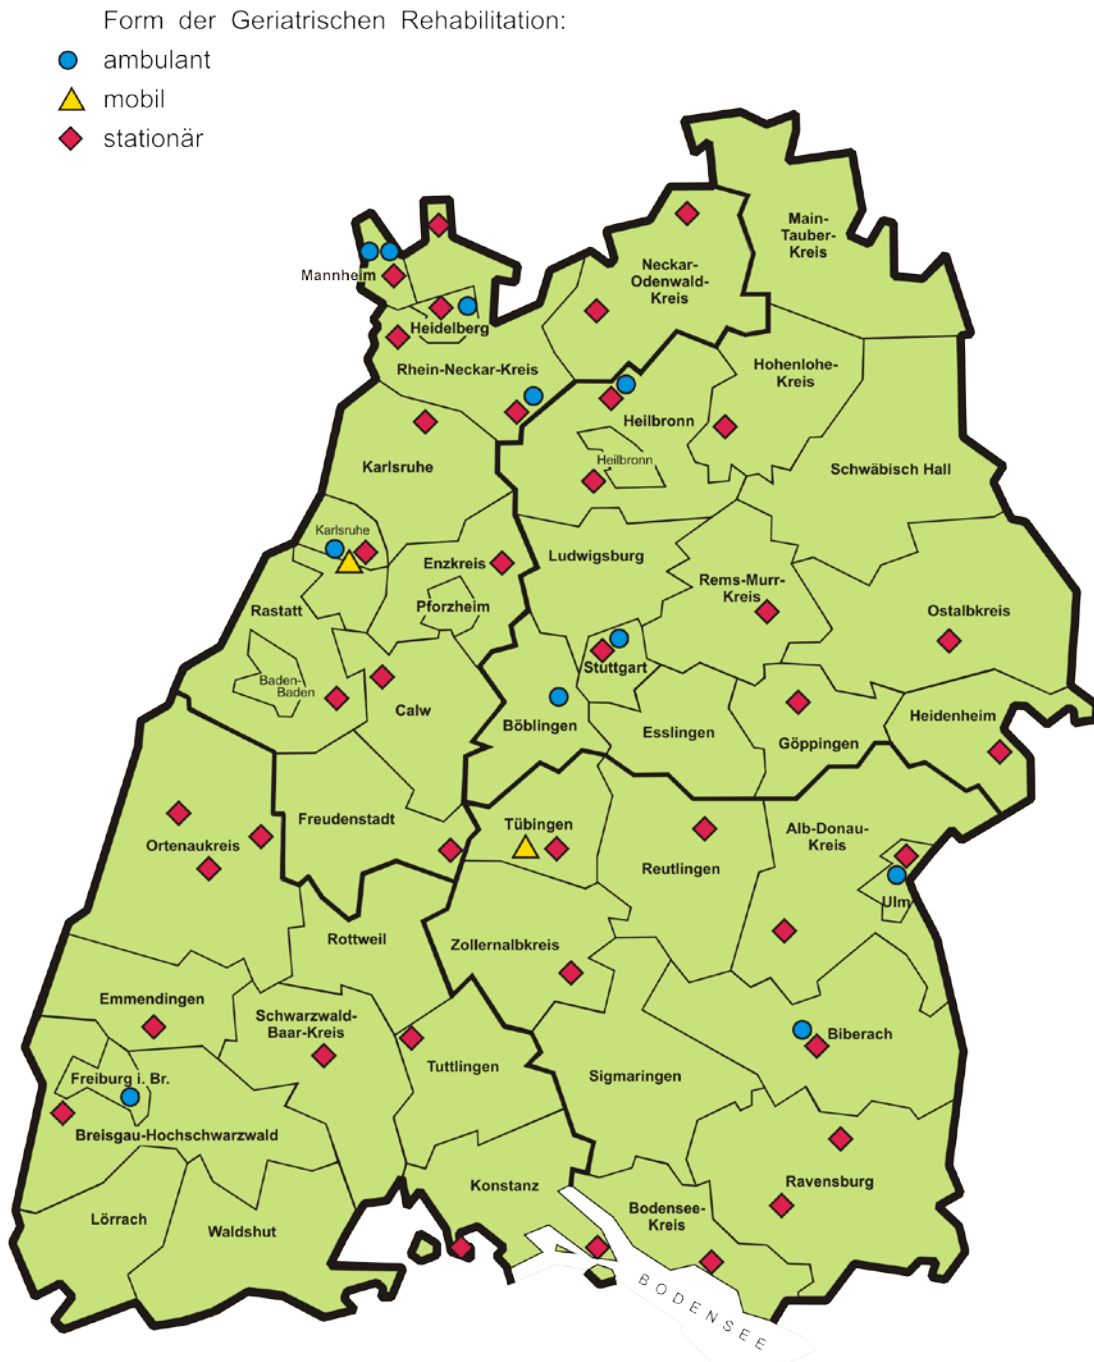 Form der Geriatrischen Rehabilitation:
ambulant
mobil
stationär
Main-
Tauber-
Kreis
Neckar-
Odenwald-
Kreis
Mannheim
Heidelberg
Rhein-Neckar-Kreis
Hohenlohe-
Kreis
Heilbronn
Heilbronn
Schwäbisch Hall
Karlsruhe
Karlsruhe
Enzkreis
Ludwigsburg
Rems-Murr-
Kreis
Pforzheim
Rastatt
Ostalbkreis
Baden-
Baden
Stuttgart
Calw
Böblingen
Esslingen
Göppingen
Heidenheim
Freudenstadt
Tübingen
Alb-Donau-
Kreis
Ortenaukreis
Reutlingen
Ulm
Rottweil
Zollernalbkreis
Emmendingen
Schwarzwald-
Baar-Kreis
Biberach
Tuttlingen
Sigmaringen
Freiburg i. Br.
Breisgau-Hochschwarzwald
Ravensburg
Konstanz
Bodensee-
Kreis
Lörrach
Waldshut
BODENSEE